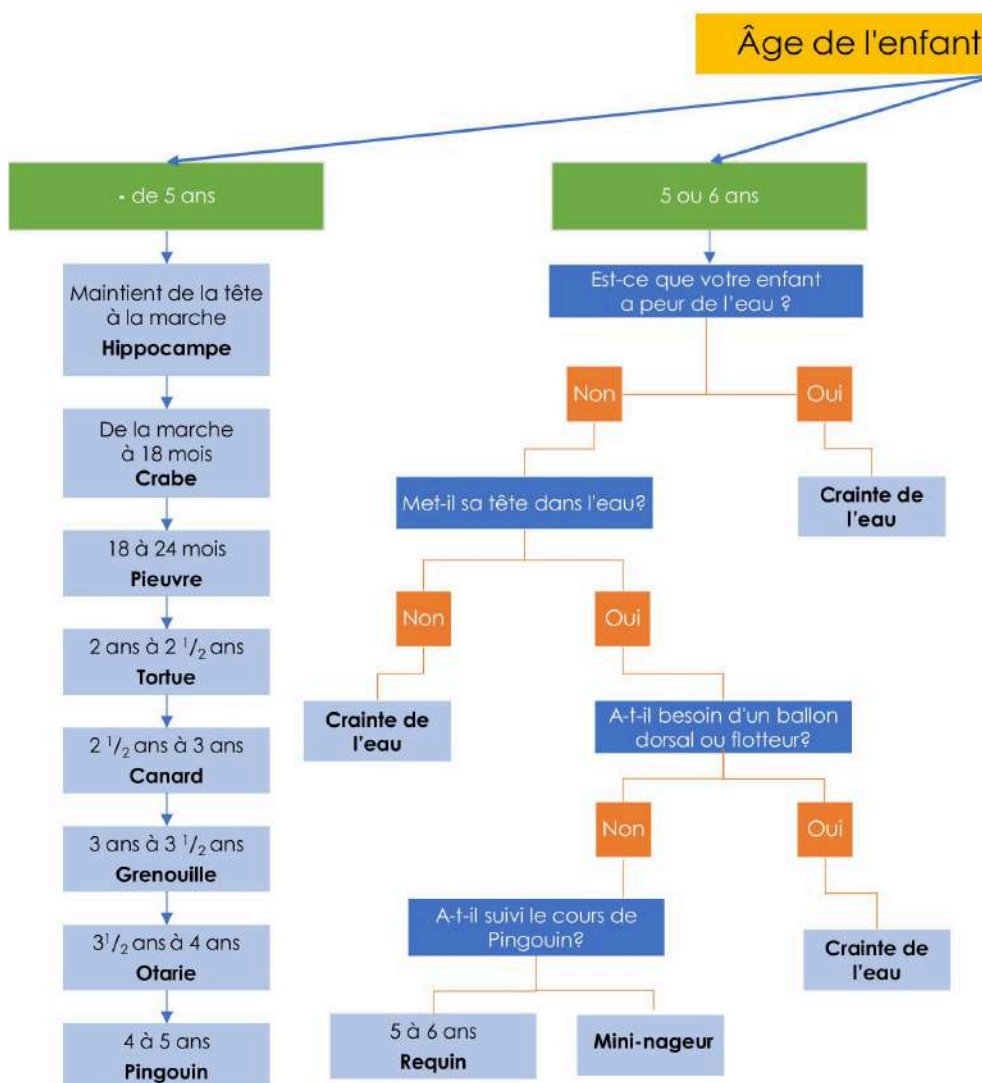 Âge de l'enfant
- de 5 ans
Maintient de la tête
à la marche
Hippocampe
De la marche
à 18 mois
Crabe
18 à 24 mois
Pieuvre
2 ans à 2 1/2 ans
Tortue
2 1/2 ans à 3 ans
Canard
3 ans à 3 1/2 ans
Grenouille
3 1/2 ans à 4 ans
Otarie
4 à 5 ans
Pingouin
5 ou 6 ans
Est-ce que votre enfant
a peur de l'eau ?
Non
Oui
Met-il sa tête dans l'eau?
Crainte de
l'eau
Non
Oui
Crainte de
l'eau
A-t-il besoin d'un ballon
dorsal ou flotteur?
Non
Oui
A-t-il suivi le cours de
Pingouin?
Crainte de
l'eau
5 à 6 ans
Requin
Mini-nageur